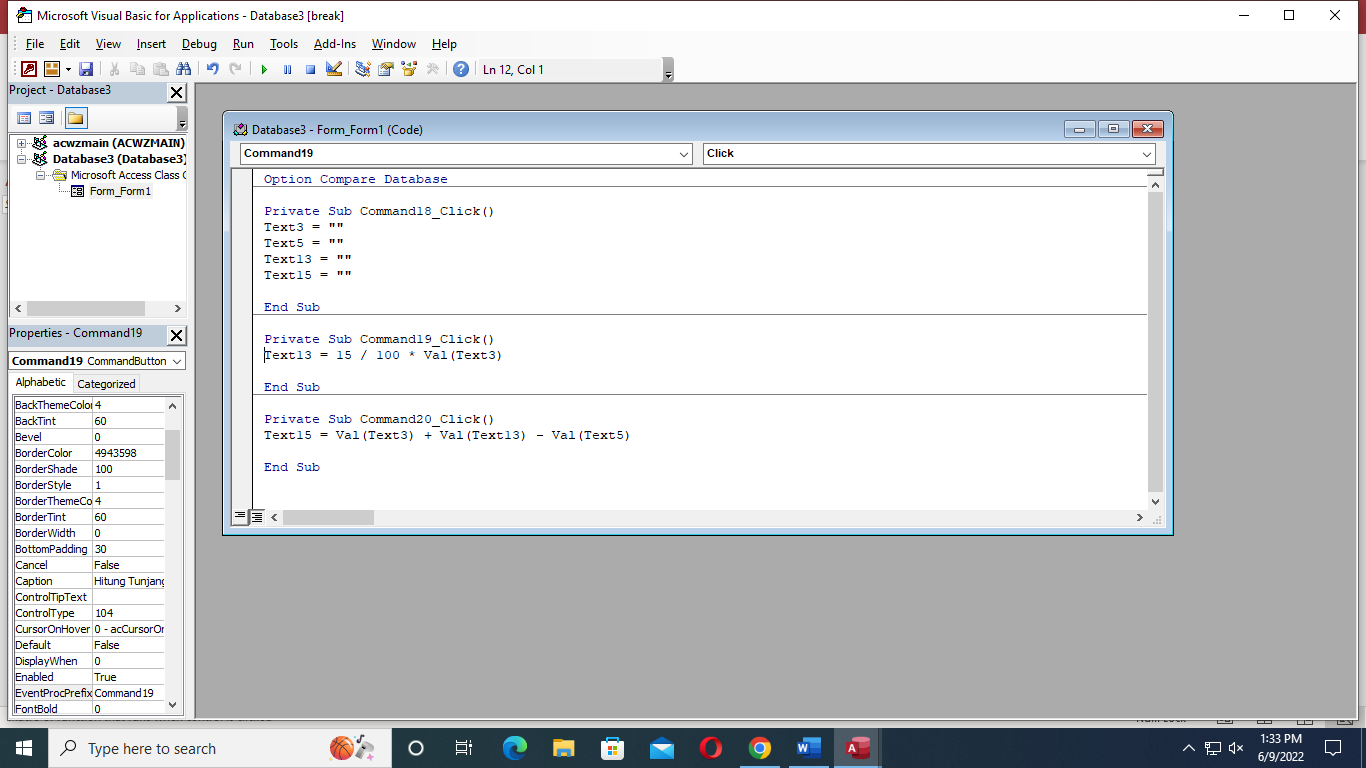 Microsoft Visual Basic for Applications - Database3 [break]
File Edit View Insert Debug Run Tools Add-Ins Window Help
Ln 12, Col 1
Project - Database3
acwzmain (ACWZMAIN)
Database3 (Database3)
Microsoft Access Class
Form_Form1
Properties - Command19
Command19 CommandButton
Alphabetic Categorized
BackThemeColor 4
BackTint 60
Bevel 0
BorderColor 4943598
BorderShade 100
BorderStyle 1
BorderThemeCo 4
BorderTint 60
BorderWidth 0
BottomPadding 30
Cancel False
Caption Hitung Tunjang
ControlTipText
ControlType 104
CursorOnHover 0 - acCursorOn
Default False
DisplayWhen 0
Enabled True
EventProcPrefix Command19
FontBold 0
Database3 - Form_Form1 (Code)
Command19 Click
Option Compare Database
Private Sub Command18_Click()
Text3 = ""
Text5 = ""
Text13 = ""
Text15 = ""
End Sub
Private Sub Command19_Click()
Text13 = 15 / 100 * Val(Text3)
End Sub
Private Sub Command20_Click()
Text15 = Val(Text3) + Val(Text13) - Val(Text5)
End Sub
Type here to search
1:33 PM
6/9/2022